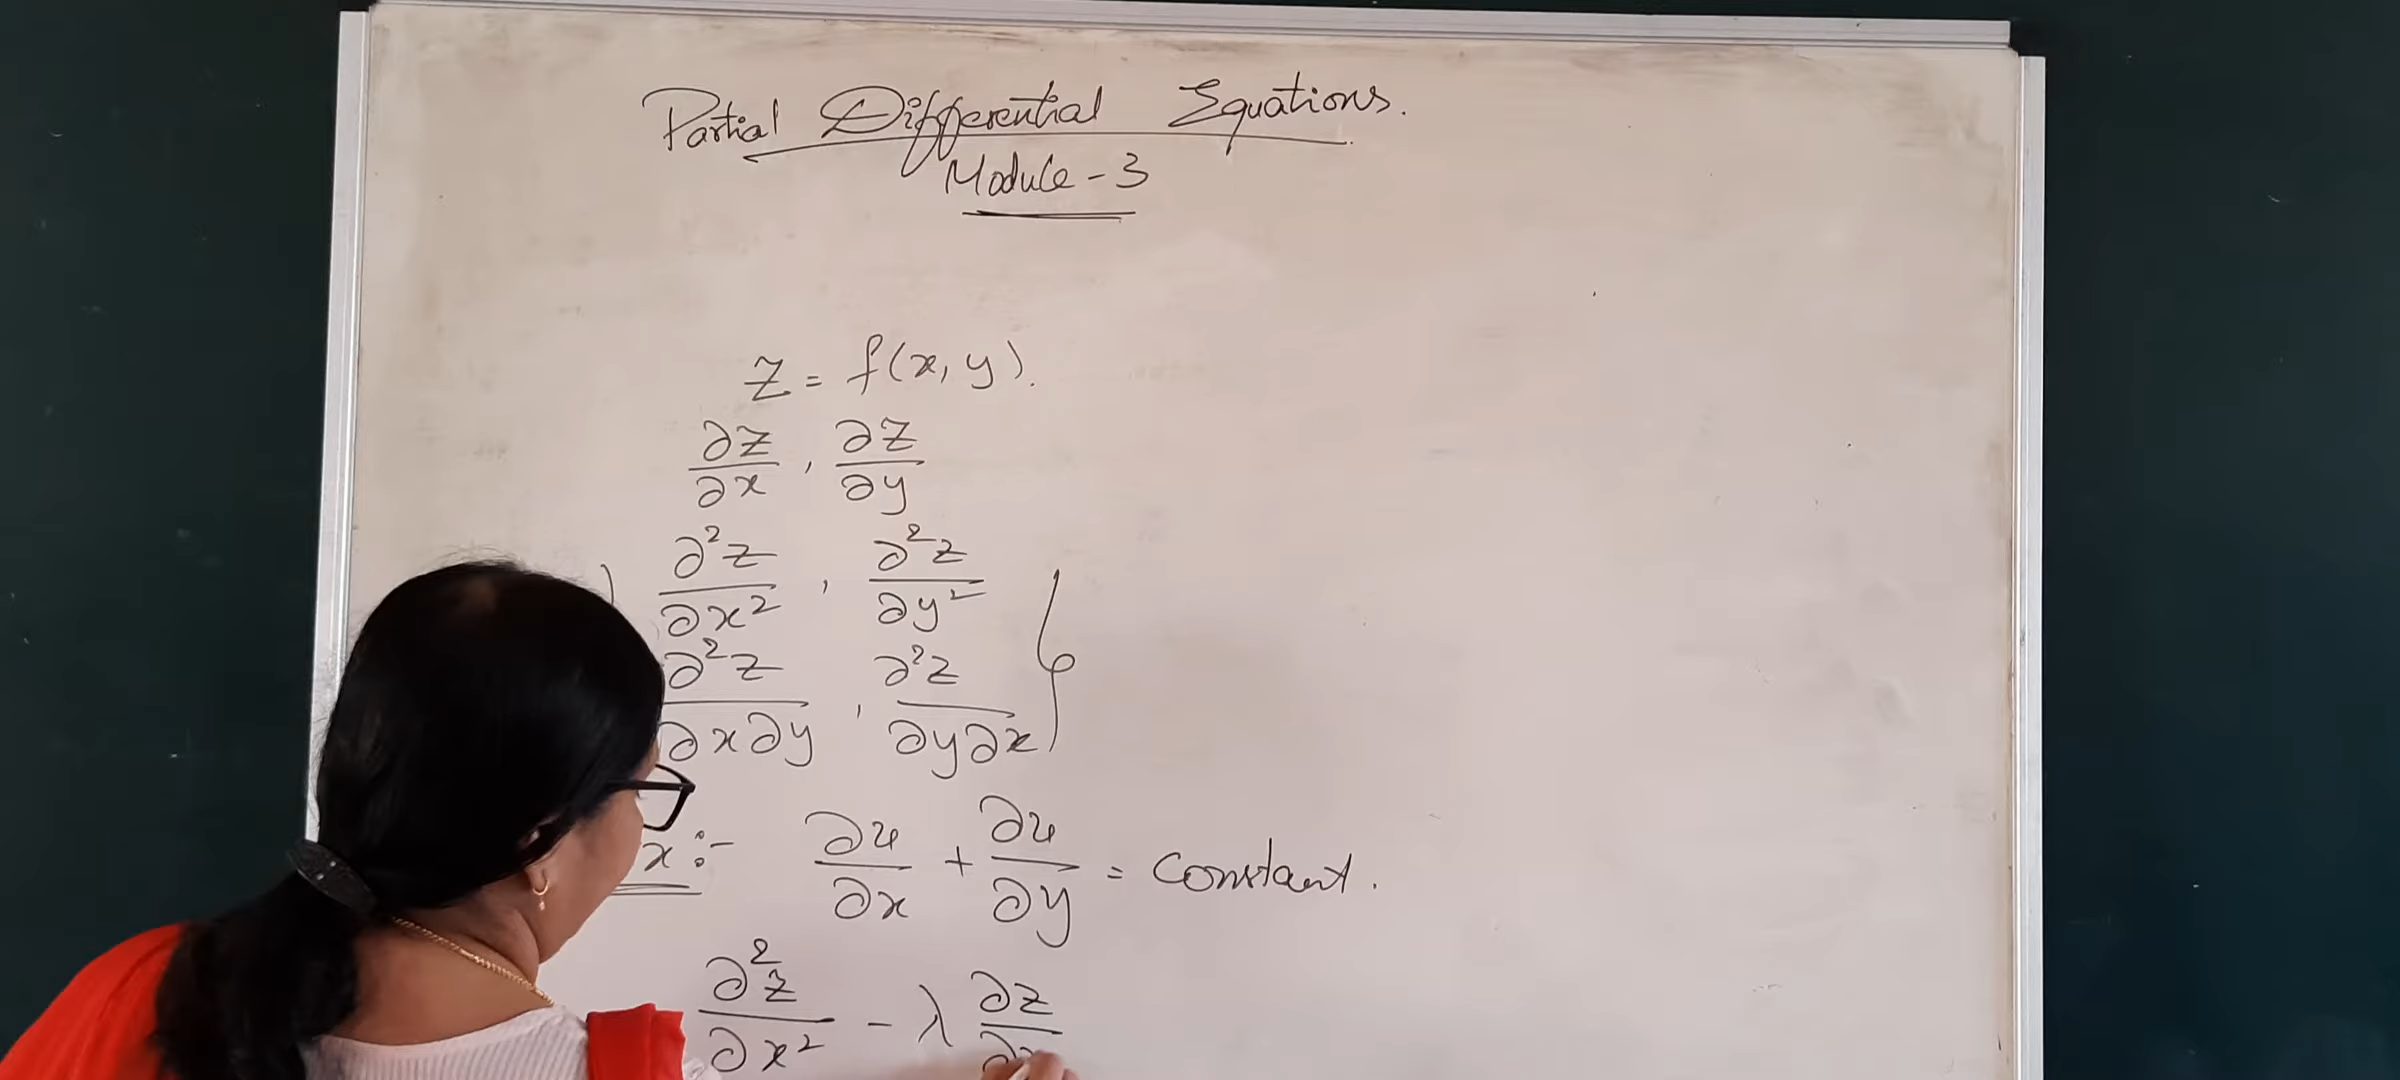 Partial Differential Equations.
Module - 3
Z = f(x, y).
∂Z/∂x , ∂Z/∂y
∂²z/∂x² , ∂²z/∂y²
∂²z/∂x∂y , ∂²z/∂y∂x
x :- ∂u/∂x + ∂u/∂y = Constant.
∂²z/∂x² - λ ∂z/∂